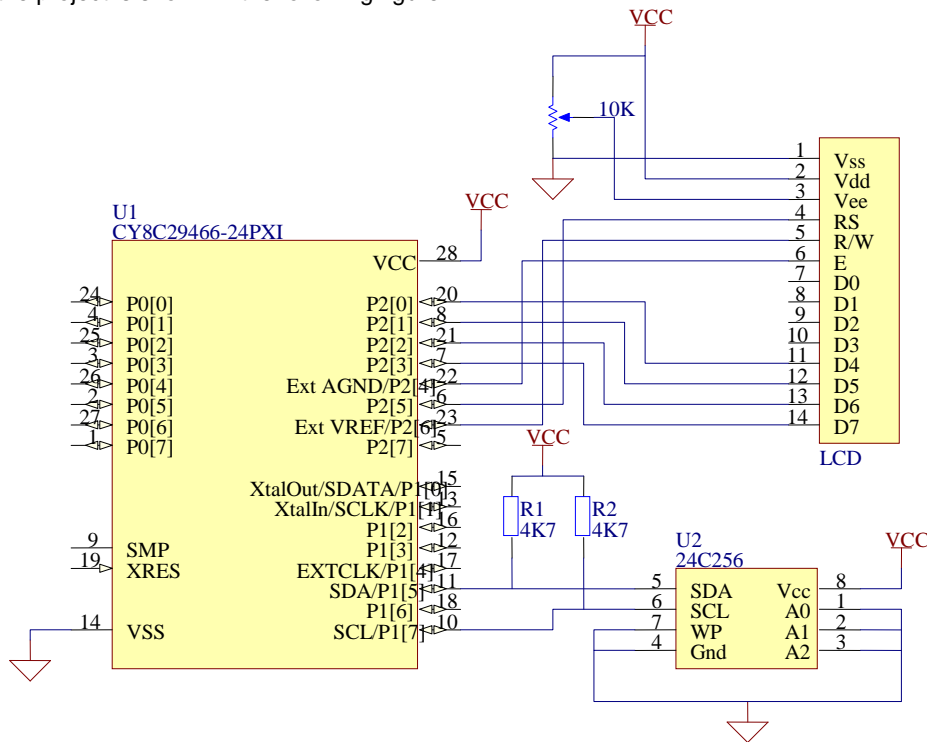 VCC
10K
1 Vss
2 Vdd
3 Vee
4 RS
5 R/W
6 E
7 D0
8 D1
9 D2
10 D3
11 D4
12 D5
13 D6
14 D7
LCD
U1
CY8C29466-24PXI
VCC
VCC 28
24 P0[0]
4 P0[1]
25 P0[2]
3 P0[3]
26 P0[4]
2 P0[5]
27 P0[6]
1 P0[7]
9 SMP
19 XRES
14 VSS
P2[0] 20
P2[1] 8
P2[2] 21
P2[3] 7
Ext AGND/P2[4] 22
P2[5] 6
Ext VREF/P2[6] 23
P2[7] 5
XtalOut/SDATA/P1[0] 15
XtalIn/SCLK/P1[1] 13
P1[2] 16
P1[3] 12
EXTCLK/P1[4] 17
SDA/P1[5] 11
P1[6] 18
SCL/P1[7] 10
VCC
R1
4K7
R2
4K7
U2
24C256
VCC
5 SDA
6 SCL
7 WP
4 Gnd
Vcc 8
A0 1
A1 2
A2 3